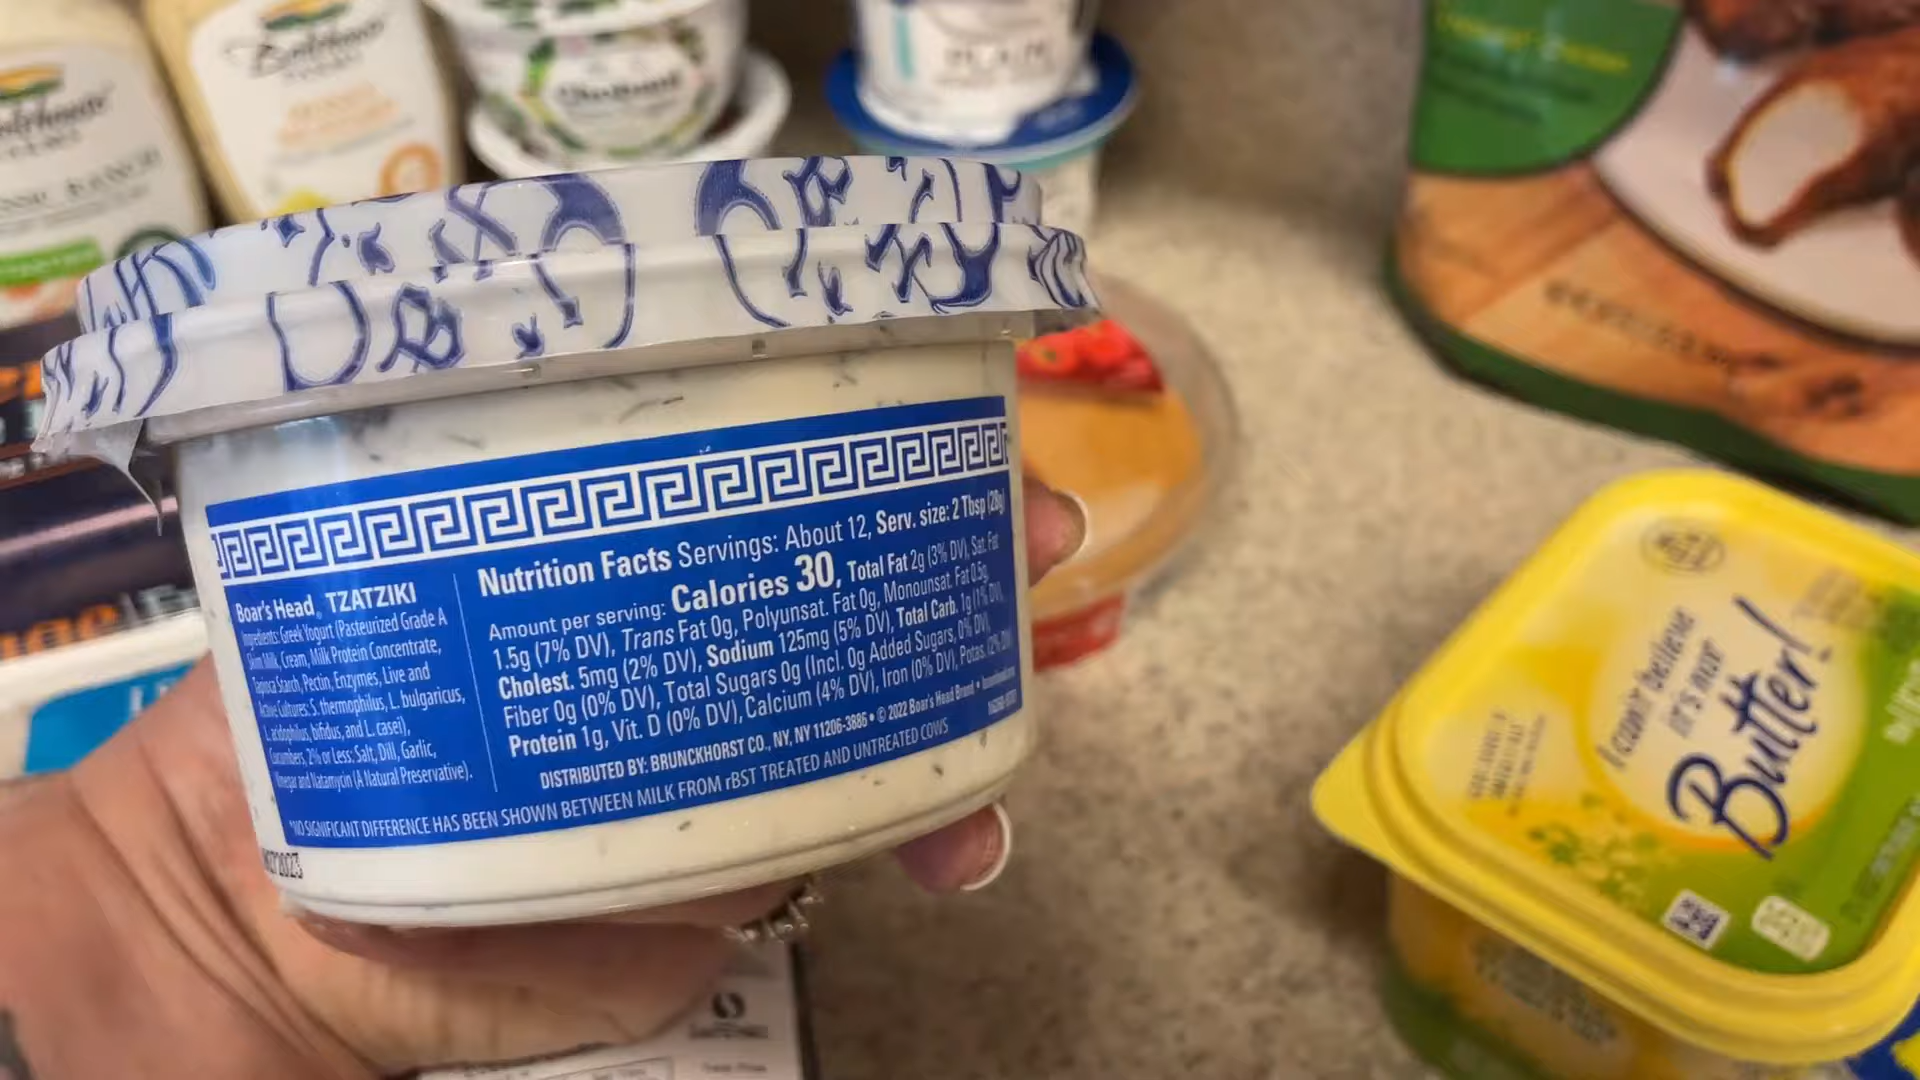 Bolthouse
PLAIN
Boar's Head® TZATZIKI
Ingredients: Greek Yogurt (Pasteurized Grade A
Skim Milk, Cream, Milk Protein Concentrate,
Tapioca Starch, Pectin, Enzymes, Live and
Active Cultures: S. thermophilus, L. bulgaricus,
L. acidophilus, bifidus, and L. casei),
Cucumbers, 2% or Less: Salt, Dill, Garlic,
Vinegar and Natamycin (A Natural Preservative).
Nutrition Facts Servings: About 12, Serv. size: 2 Tbsp (28g)
Amount per serving: Calories 30, Total Fat 2g (3% DV), Sat. Fat
1.5g (7% DV), Trans Fat 0g, Polyunsat. Fat 0g, Monounsat. Fat 0.5g,
Cholest. 5mg (2% DV), Sodium 125mg (5% DV), Total Carb. 1g (1% DV),
Fiber 0g (0% DV), Total Sugars 0g (Incl. 0g Added Sugars, 0% DV),
Protein 1g, Vit. D (0% DV), Calcium (4% DV), Iron (0% DV), Potas. (2% DV)
DISTRIBUTED BY: BRUNCKHORST CO., NY, NY 11206-3886 • © 2022 Boar's Head Brand •
*NO SIGNIFICANT DIFFERENCE HAS BEEN SHOWN BETWEEN MILK FROM rBST TREATED AND UNTREATED COWS
2023
I can't believe
it's not
Butter!